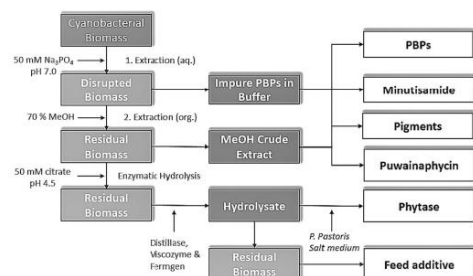 Cyanobacterial
Biomass
PBPs
50 mM Na₃PO₄
pH 7.0
1. Extraction (aq.)
Disrupted
Biomass
Impure PBPs in
Buffer
Minutisamide
70 % MeOH
2. Extraction (org.)
Pigments
Residual
Biomass
MeOH Crude
Extract
50 mM citrate
pH 4.5
Enzymatic Hydrolysis
Puwainaphycin
Residual
Biomass
Hydrolysate
Phytase
Distillase,
Viscozyme &
Fermgen
P. Pastoris
Salt medium
Residual
Biomass
Feed additive